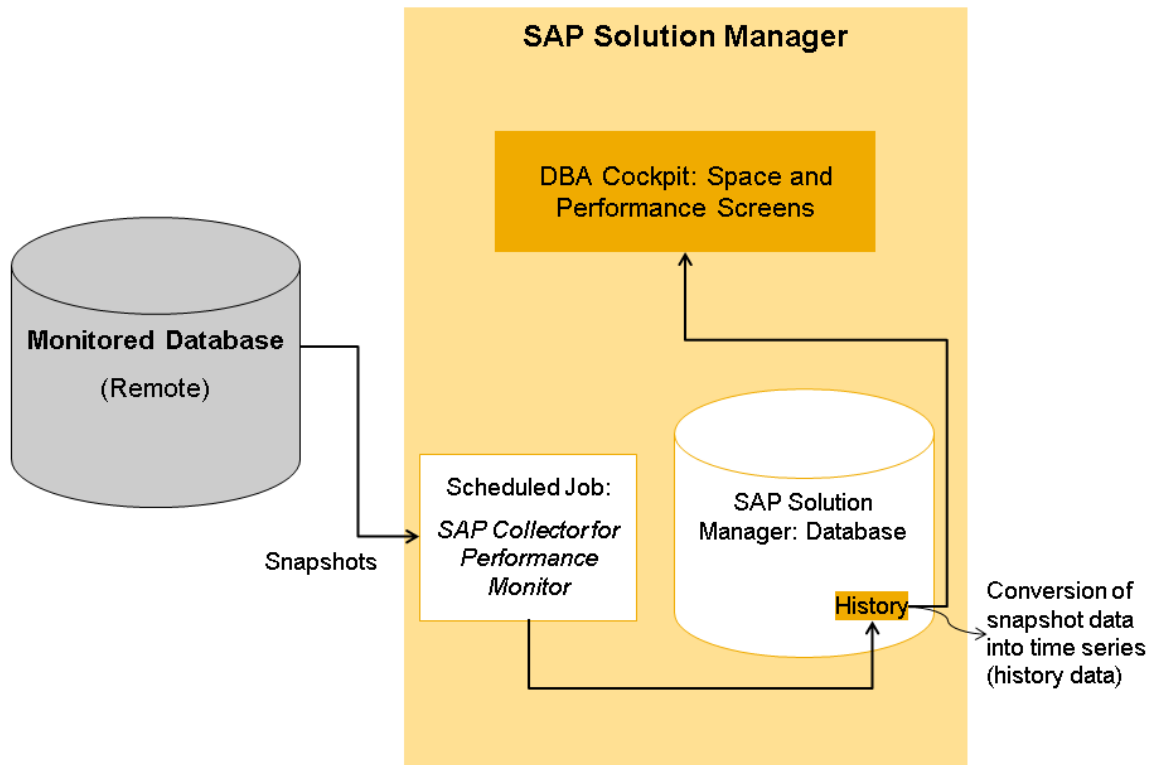 SAP Solution Manager
DBA Cockpit: Space and
Performance Screens
Monitored Database
(Remote)
Snapshots
Scheduled Job:
SAP Collector for
Performance
Monitor
SAP Solution
Manager: Database
History
Conversion of
snapshot data
into time series
(history data)